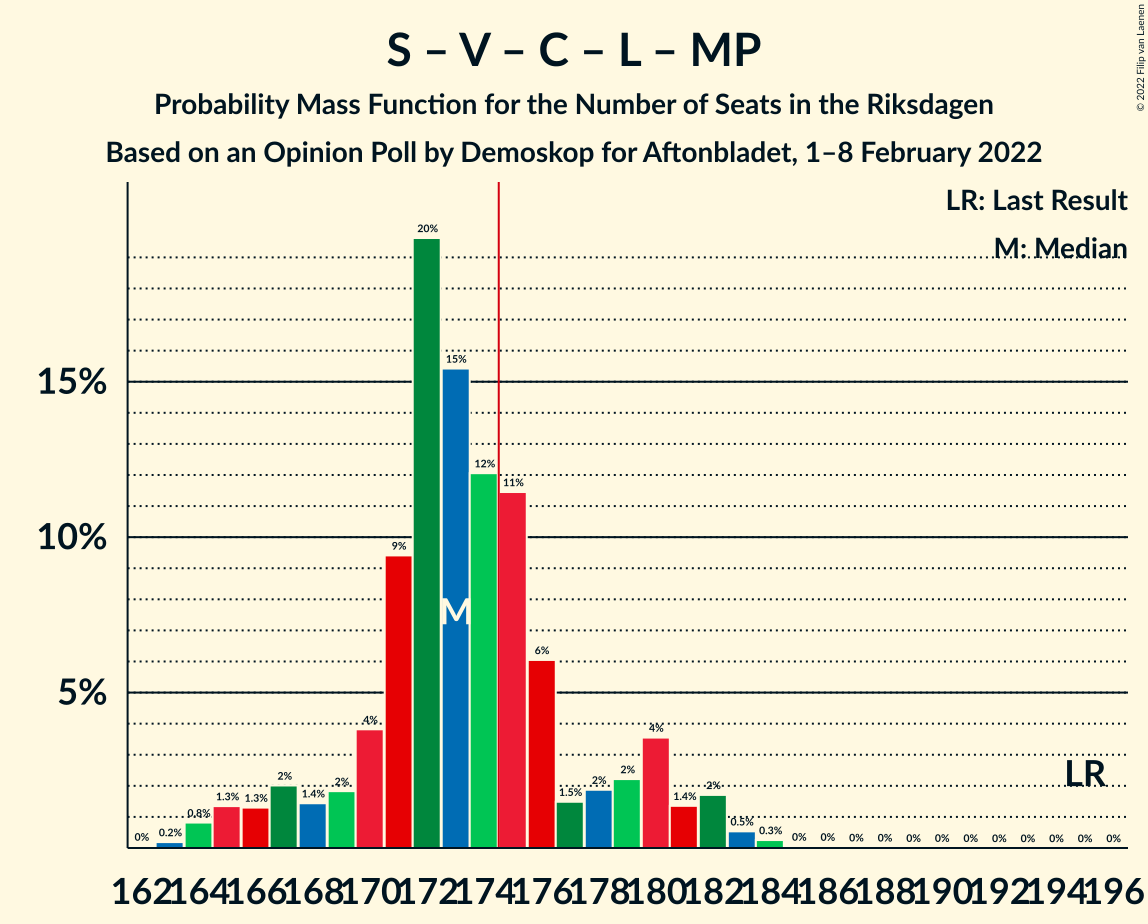 S – V – C – L – MP
Probability Mass Function for the Number of Seats in the Riksdagen
Based on an Opinion Poll by Demoskop for Aftonbladet, 1–8 February 2022
© 2022 Filip van Laenen
LR: Last Result
M: Median
15%
10%
5%
0% 0.2% 0.8% 1.3% 1.3% 2% 1.4% 2% 4% 9% 20% 15% 12% 11% 6% 1.5% 2% 2% 4% 1.4% 2% 0.5% 0.3% 0% 0% 0% 0% 0% 0% 0% 0% 0% 0% 0% 0%
M
LR
162 164 166 168 170 172 174 176 178 180 182 184 186 188 190 192 194 196